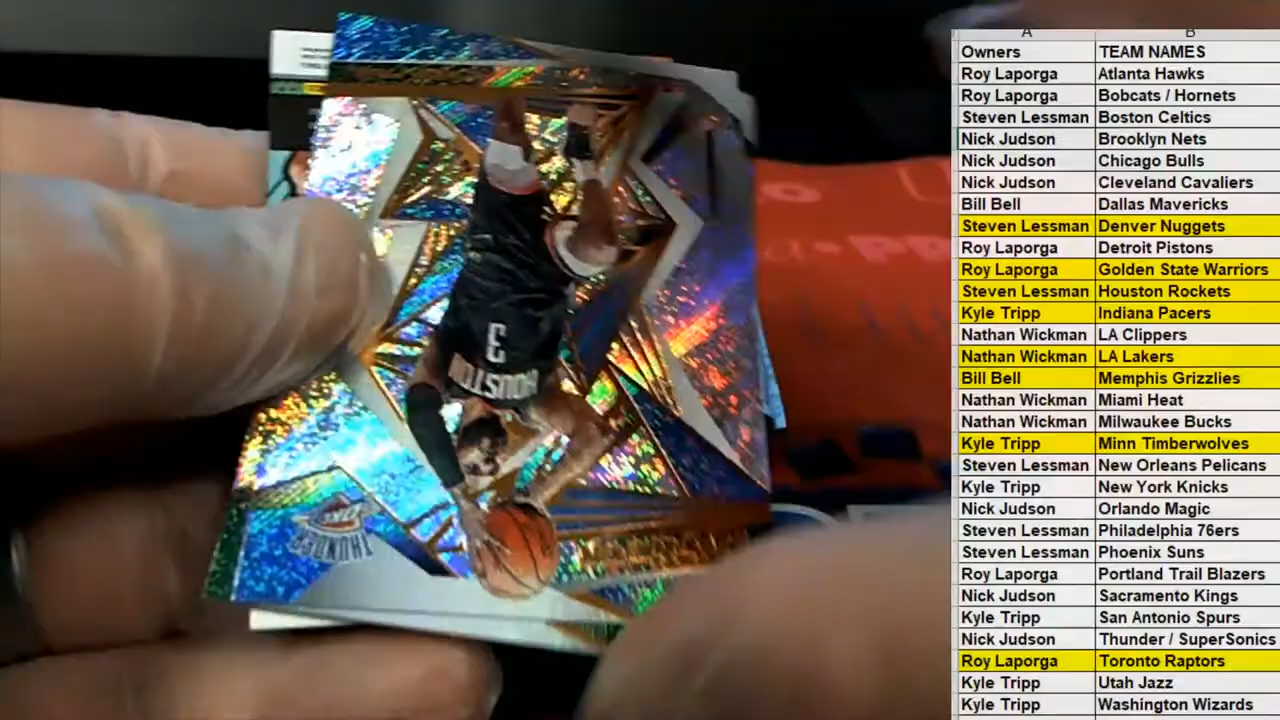 HOUSTON
3
THUNDER
A B
Owners TEAM NAMES
Roy Laporga Atlanta Hawks
Roy Laporga Bobcats / Hornets
Steven Lessman Boston Celtics
Nick Judson Brooklyn Nets
Nick Judson Chicago Bulls
Nick Judson Cleveland Cavaliers
Bill Bell Dallas Mavericks
Steven Lessman Denver Nuggets
Roy Laporga Detroit Pistons
Roy Laporga Golden State Warriors
Steven Lessman Houston Rockets
Kyle Tripp Indiana Pacers
Nathan Wickman LA Clippers
Nathan Wickman LA Lakers
Bill Bell Memphis Grizzlies
Nathan Wickman Miami Heat
Nathan Wickman Milwaukee Bucks
Kyle Tripp Minn Timberwolves
Steven Lessman New Orleans Pelicans
Kyle Tripp New York Knicks
Nick Judson Orlando Magic
Steven Lessman Philadelphia 76ers
Steven Lessman Phoenix Suns
Roy Laporga Portland Trail Blazers
Nick Judson Sacramento Kings
Kyle Tripp San Antonio Spurs
Nick Judson Thunder / SuperSonics
Roy Laporga Toronto Raptors
Kyle Tripp Utah Jazz
Kyle Tripp Washington Wizards